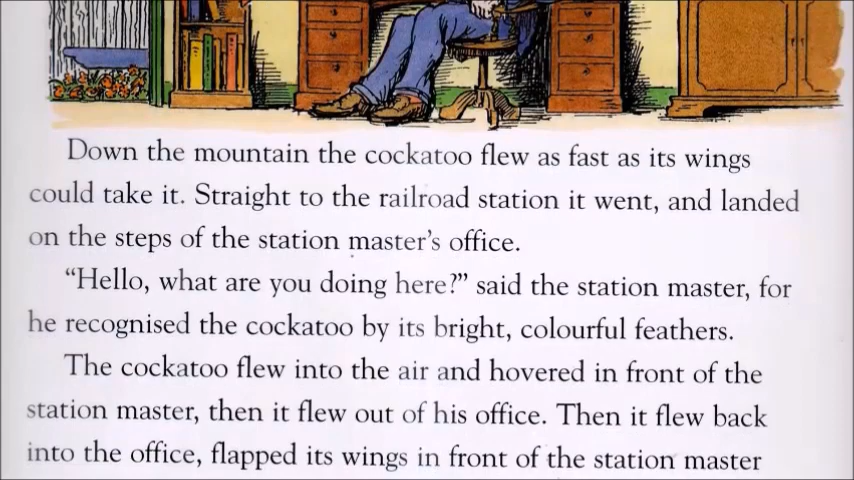 Down the mountain the cockatoo flew as fast as its wings
could take it. Straight to the railroad station it went, and landed
on the steps of the station master's office.
“Hello, what are you doing here?” said the station master, for
he recognised the cockatoo by its bright, colourful feathers.
The cockatoo flew into the air and hovered in front of the
station master, then it flew out of his office. Then it flew back
into the office, flapped its wings in front of the station master